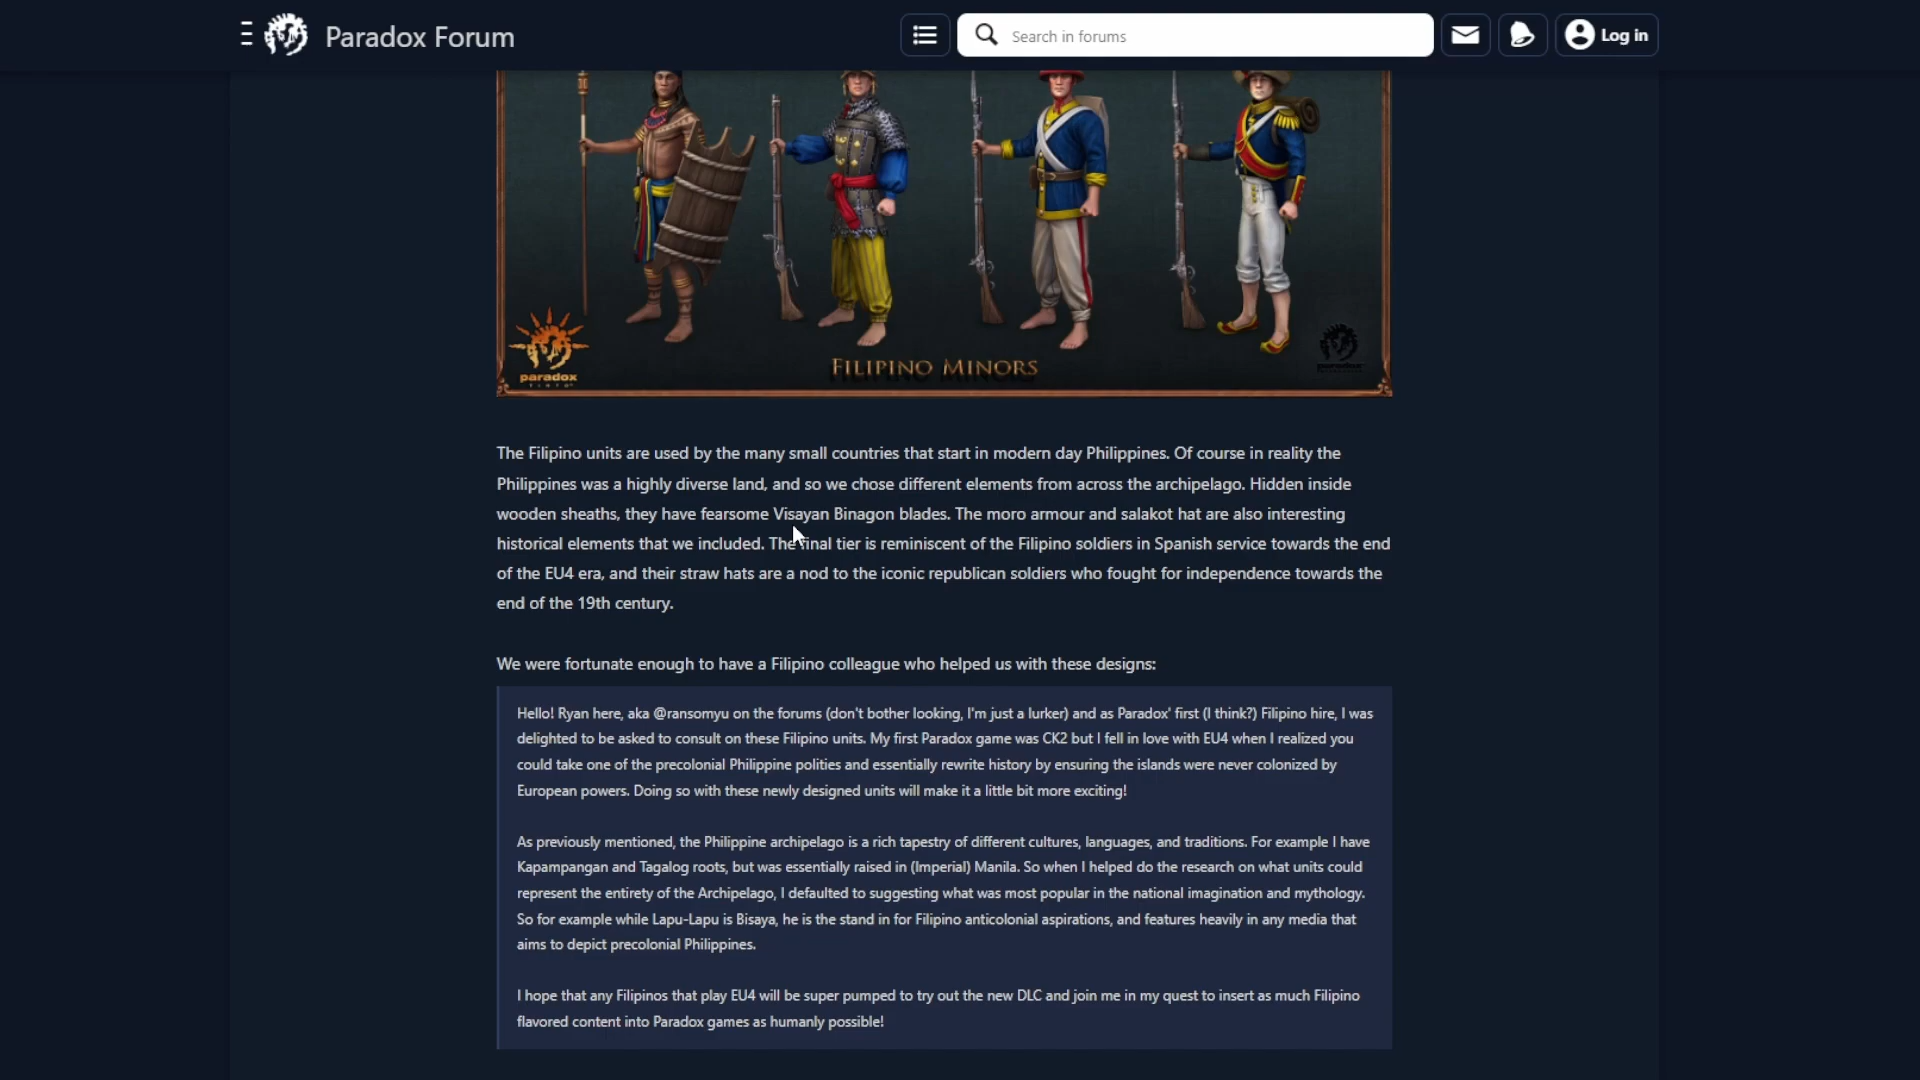 Paradox Forum
Search in forums
Log in
paradox
FILIPINO MINORS
The Filipino units are used by the many small countries that start in modern day Philippines. Of course in reality the
Philippines was a highly diverse land, and so we chose different elements from across the archipelago. Hidden inside
wooden sheaths, they have fearsome Visayan Binagon blades. The moro armour and salakot hat are also interesting
historical elements that we included. The final tier is reminiscent of the Filipino soldiers in Spanish service towards the end
of the EU4 era, and their straw hats are a nod to the iconic republican soldiers who fought for independence towards the
end of the 19th century.
We were fortunate enough to have a Filipino colleague who helped us with these designs:
Hello! Ryan here, aka @ransomyu on the forums (don't bother looking, I'm just a lurker) and as Paradox' first (I think?) Filipino hire, I was
delighted to be asked to consult on these Filipino units. My first Paradox game was CK2 but I fell in love with EU4 when I realized you
could take one of the precolonial Philippine polities and essentially rewrite history by ensuring the islands were never colonized by
European powers. Doing so with these newly designed units will make it a little bit more exciting!
As previously mentioned, the Philippine archipelago is a rich tapestry of different cultures, languages, and traditions. For example I have
Kapampangan and Tagalog roots, but was essentially raised in (Imperial) Manila. So when I helped do the research on what units could
represent the entirety of the Archipelago, I defaulted to suggesting what was most popular in the national imagination and mythology.
So for example while Lapu-Lapu is Bisaya, he is the stand in for Filipino anticolonial aspirations, and features heavily in any media that
aims to depict precolonial Philippines.
I hope that any Filipinos that play EU4 will be super pumped to try out the new DLC and join me in my quest to insert as much Filipino
flavored content into Paradox games as humanly possible!